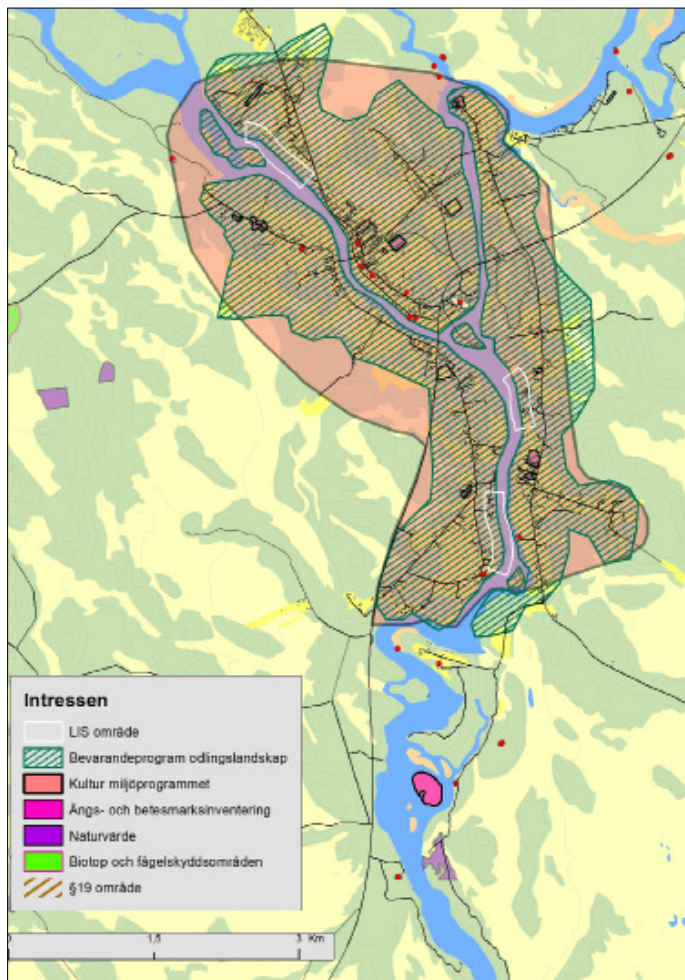 Intressen
LIS område
Bevarandeprogram odlingslandskap
Kultur miljöprogrammet
Ängs- och betesmarksinventering
Naturvärde
Biotop och fågelskyddsområden
§19 område
0 1,5 3 Km